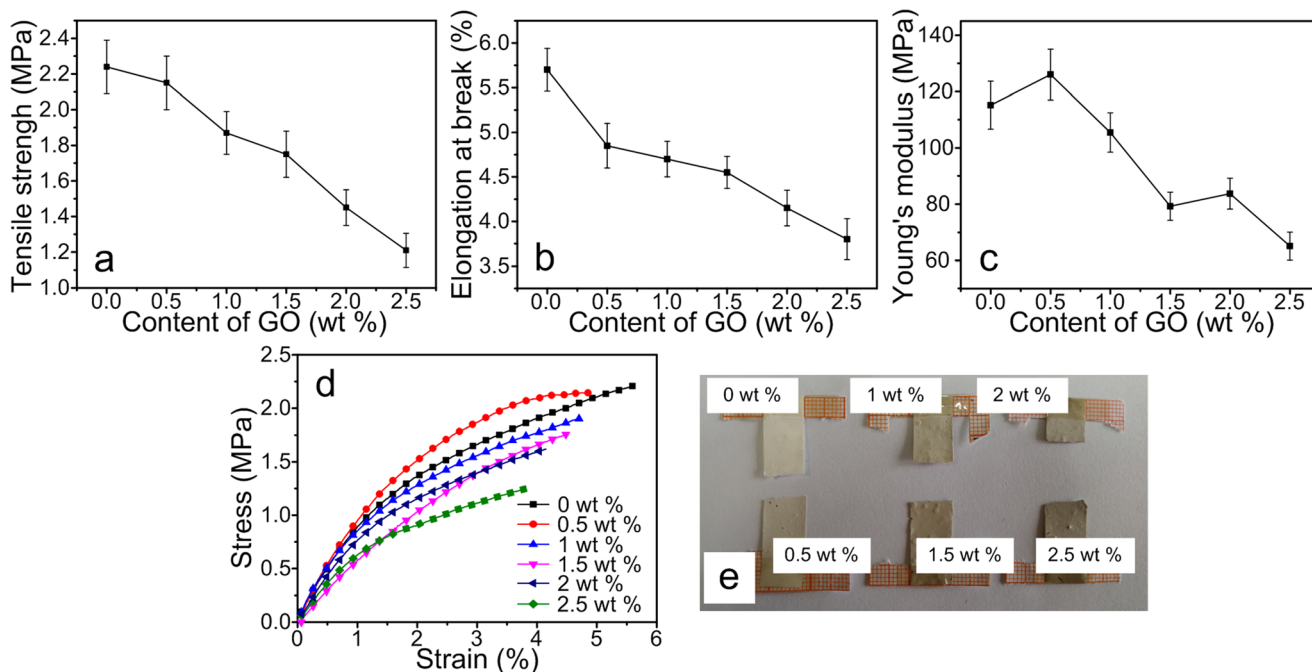 Tensile strengh (MPa)
2.4
2.2
2.0
1.8
1.6
1.4
1.2
1.0
a
0.0 0.5 1.0 1.5 2.0 2.5
Content of GO (wt %)
Elongation at break (%)
6.0
5.5
5.0
4.5
4.0
3.5
b
0.0 0.5 1.0 1.5 2.0 2.5
Content of GO (wt %)
Young's modulus (MPa)
140
120
100
80
60
c
0.0 0.5 1.0 1.5 2.0 2.5
Content of GO (wt %)
Stress (MPa)
2.5
2.0
1.5
1.0
0.5
0.0
d
0 wt %
0.5 wt %
1 wt %
1.5 wt %
2 wt %
2.5 wt %
0 1 2 3 4 5 6
Strain (%)
0 wt % 1 wt % 2 wt %
0.5 wt % 1.5 wt % 2.5 wt %
e